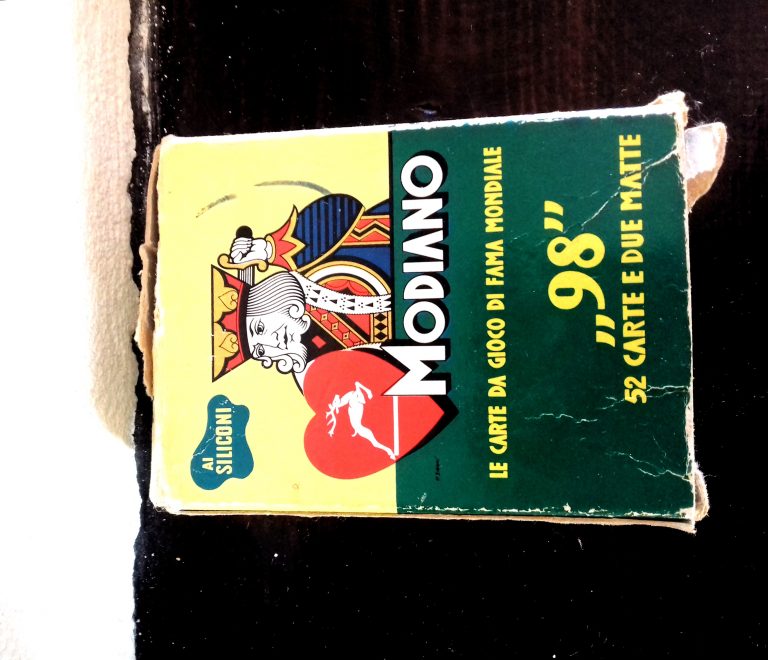 AI
SILICONI
MODIANO
LE CARTE DA GIOCO DI FAMA MONDIALE
„98”
52 CARTE E DUE MATTE